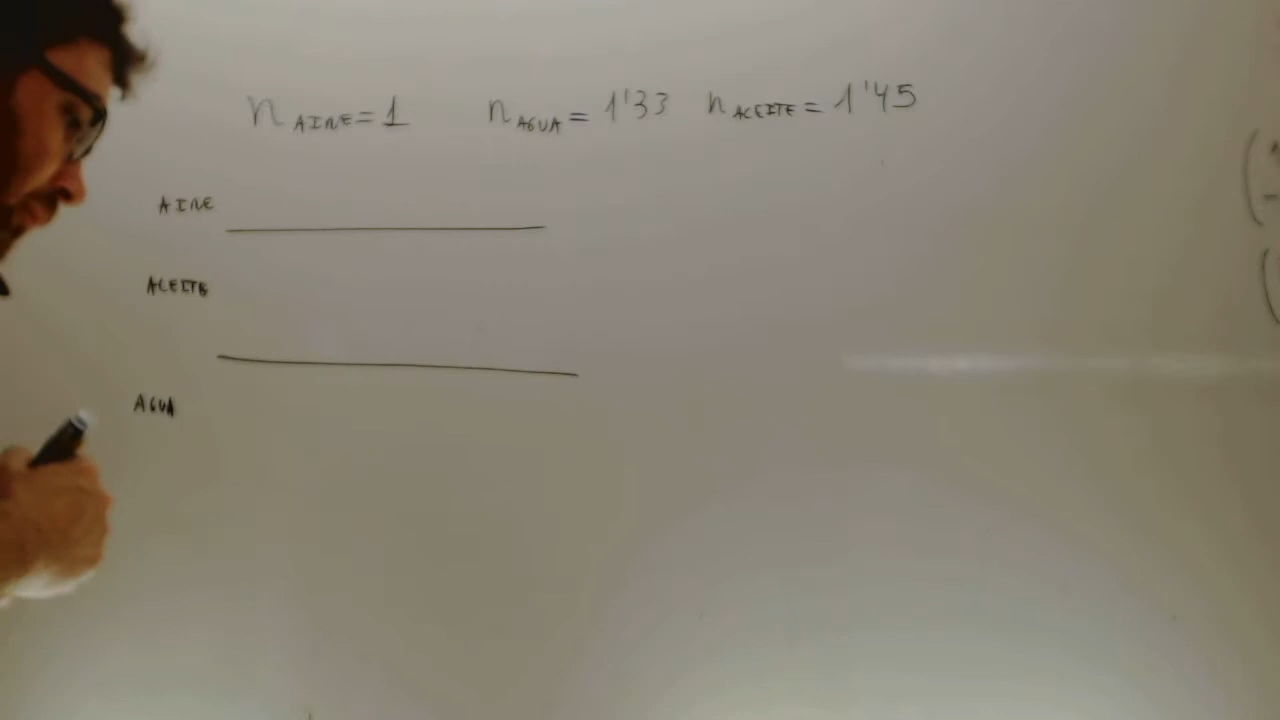 n AIRE = 1 n AGUA = 1'33 n ACEITE = 1'45
AIRE
ACEITE
AGUA